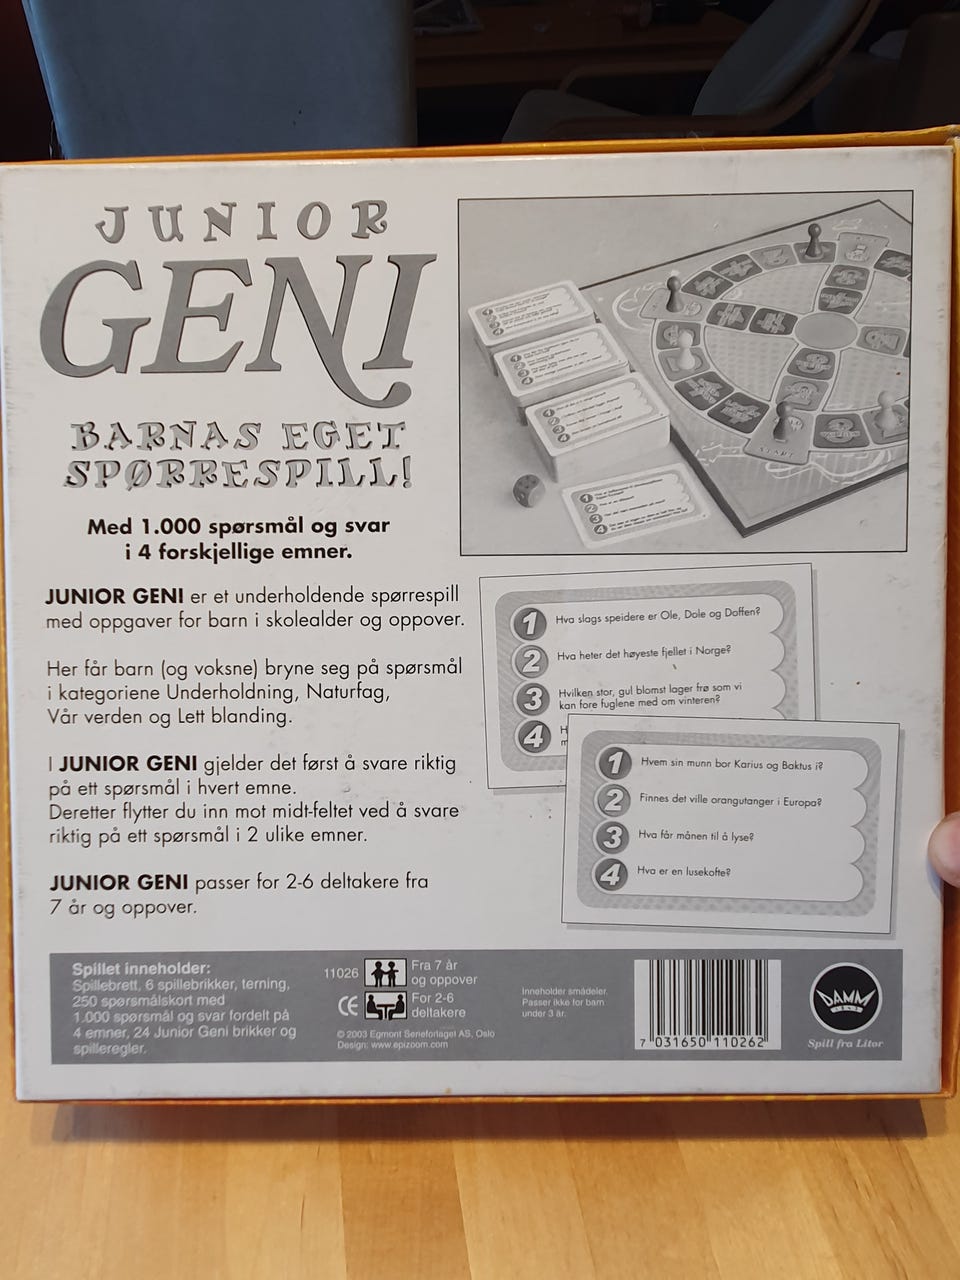 JUNIOR
GENI
BARNAS EGET
SPØRRESPILL!
Med 1.000 spørsmål og svar
i 4 forskjellige emner.
JUNIOR GENI er et underholdende spørrespill
med oppgaver for barn i skolealder og oppover.
Her får barn (og voksne) bryne seg på spørsmål
i kategoriene Underholdning, Naturfag,
Vår verden og Lett blanding.
I JUNIOR GENI gjelder det først å svare riktig
på ett spørsmål i hvert emne.
Deretter flytter du inn mot midt-feltet ved å svare
riktig på ett spørsmål i 2 ulike emner.
JUNIOR GENI passer for 2-6 deltakere fra
7 år og oppover.
START
1 Hva slags speidere er Ole, Dole og Doffen?
2 Hva heter det høyeste fjellet i Norge?
3 Hvilken stor, gul blomst lager frø som vi
kan fore fuglene med om vinteren?
4 H
m
1 Hvem sin munn bor Karius og Baktus i?
2 Finnes det ville orangutanger i Europa?
3 Hva får månen til å lyse?
4 Hva er en lusekofte?
Spillet inneholder:
Spillebrett, 6 spillebrikker, terning,
250 spørsmålskort med
1.000 spørsmål og svar fordelt på
4 emner, 24 Junior Geni brikker og
spilleregler.
11026
Fra 7 år
og oppover
CE
For 2-6
deltakere
© 2003 Egmont Serieforlaget AS, Oslo
Design: www.epizoom.com
Inneholder smådeler.
Passer ikke for barn
under 3 år.
7 031650 110262
DAMM
Spill fra Litor